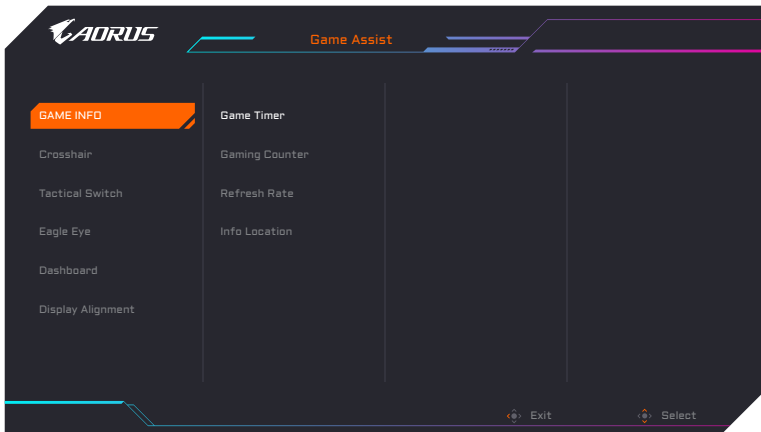 AORUS
Game Assist
GAME INFO
Crosshair
Tactical Switch
Eagle Eye
Dashboard
Display Alignment
Game Timer
Gaming Counter
Refresh Rate
Info Location
Exit
Select